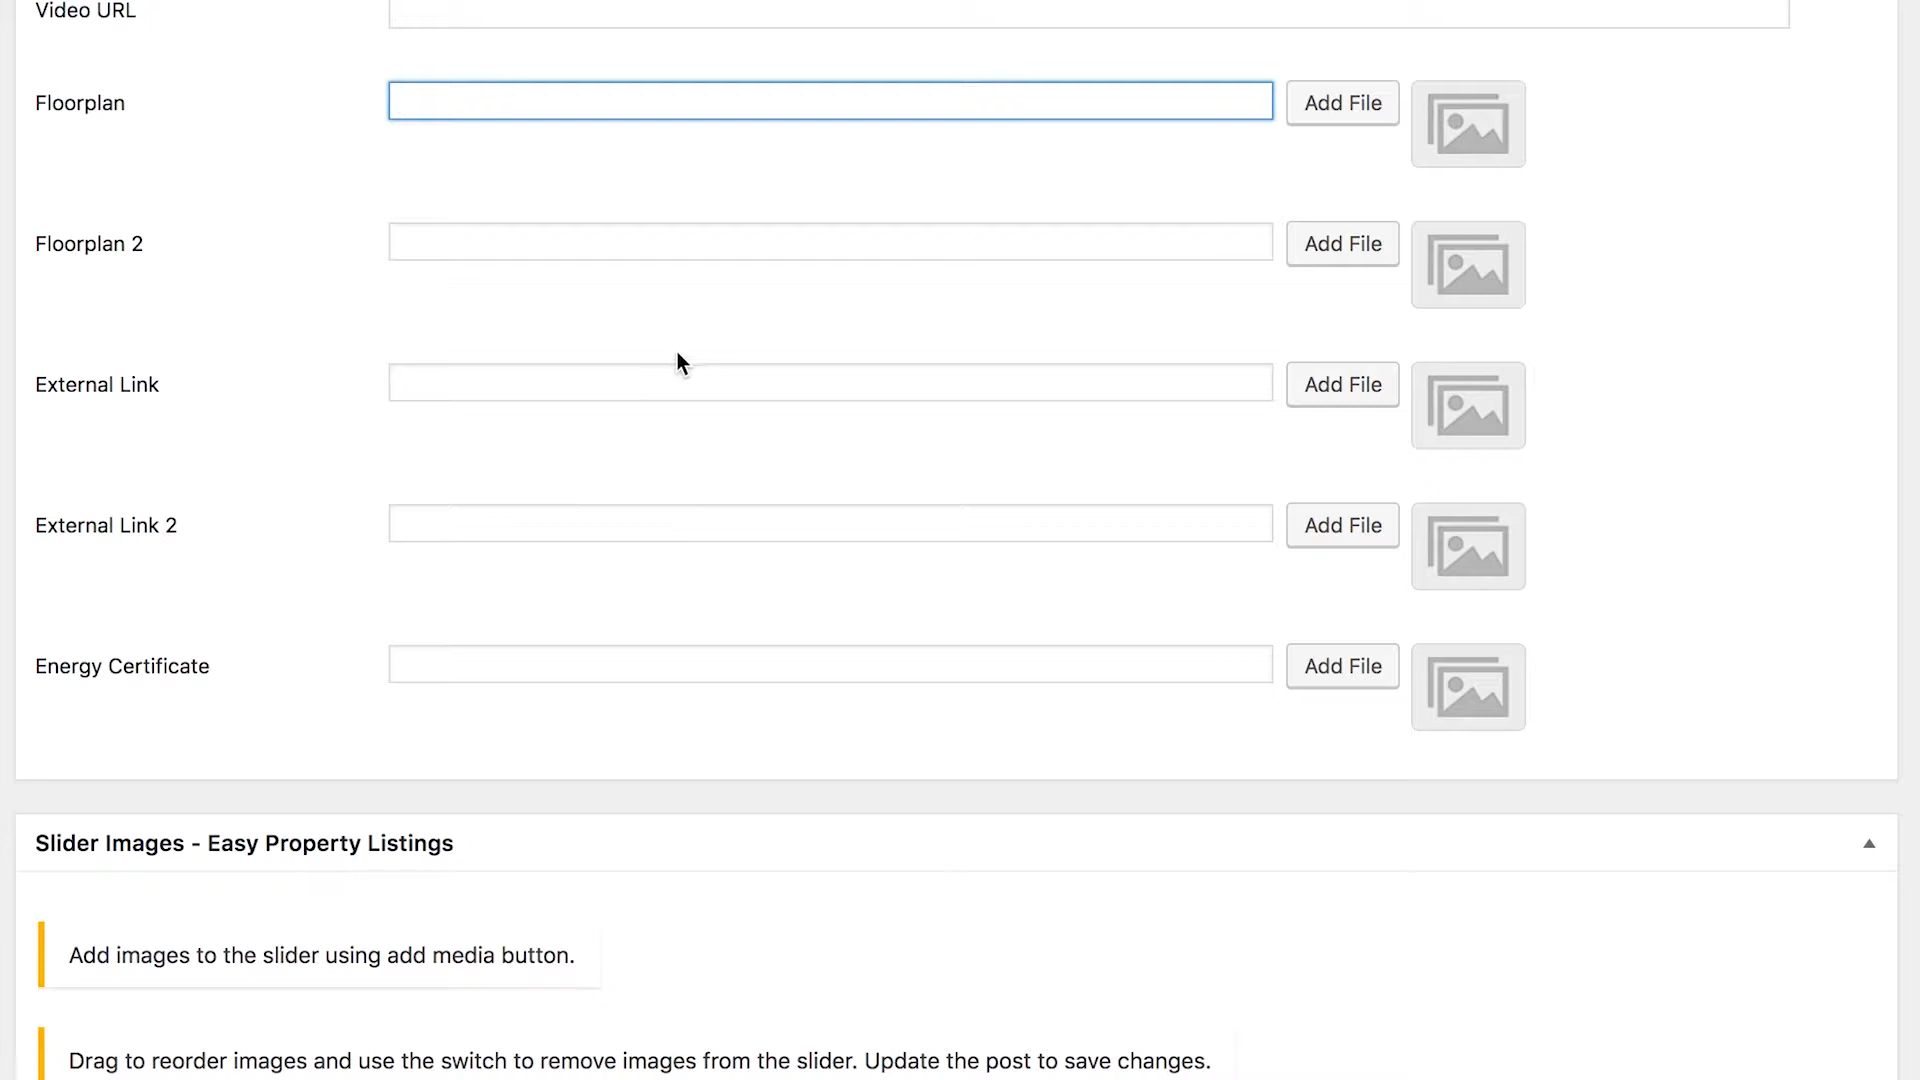 Video URL
Floorplan
Add File
Floorplan 2
Add File
External Link
Add File
External Link 2
Add File
Energy Certificate
Add File
Slider Images - Easy Property Listings
Add images to the slider using add media button.
Drag to reorder images and use the switch to remove images from the slider. Update the post to save changes.